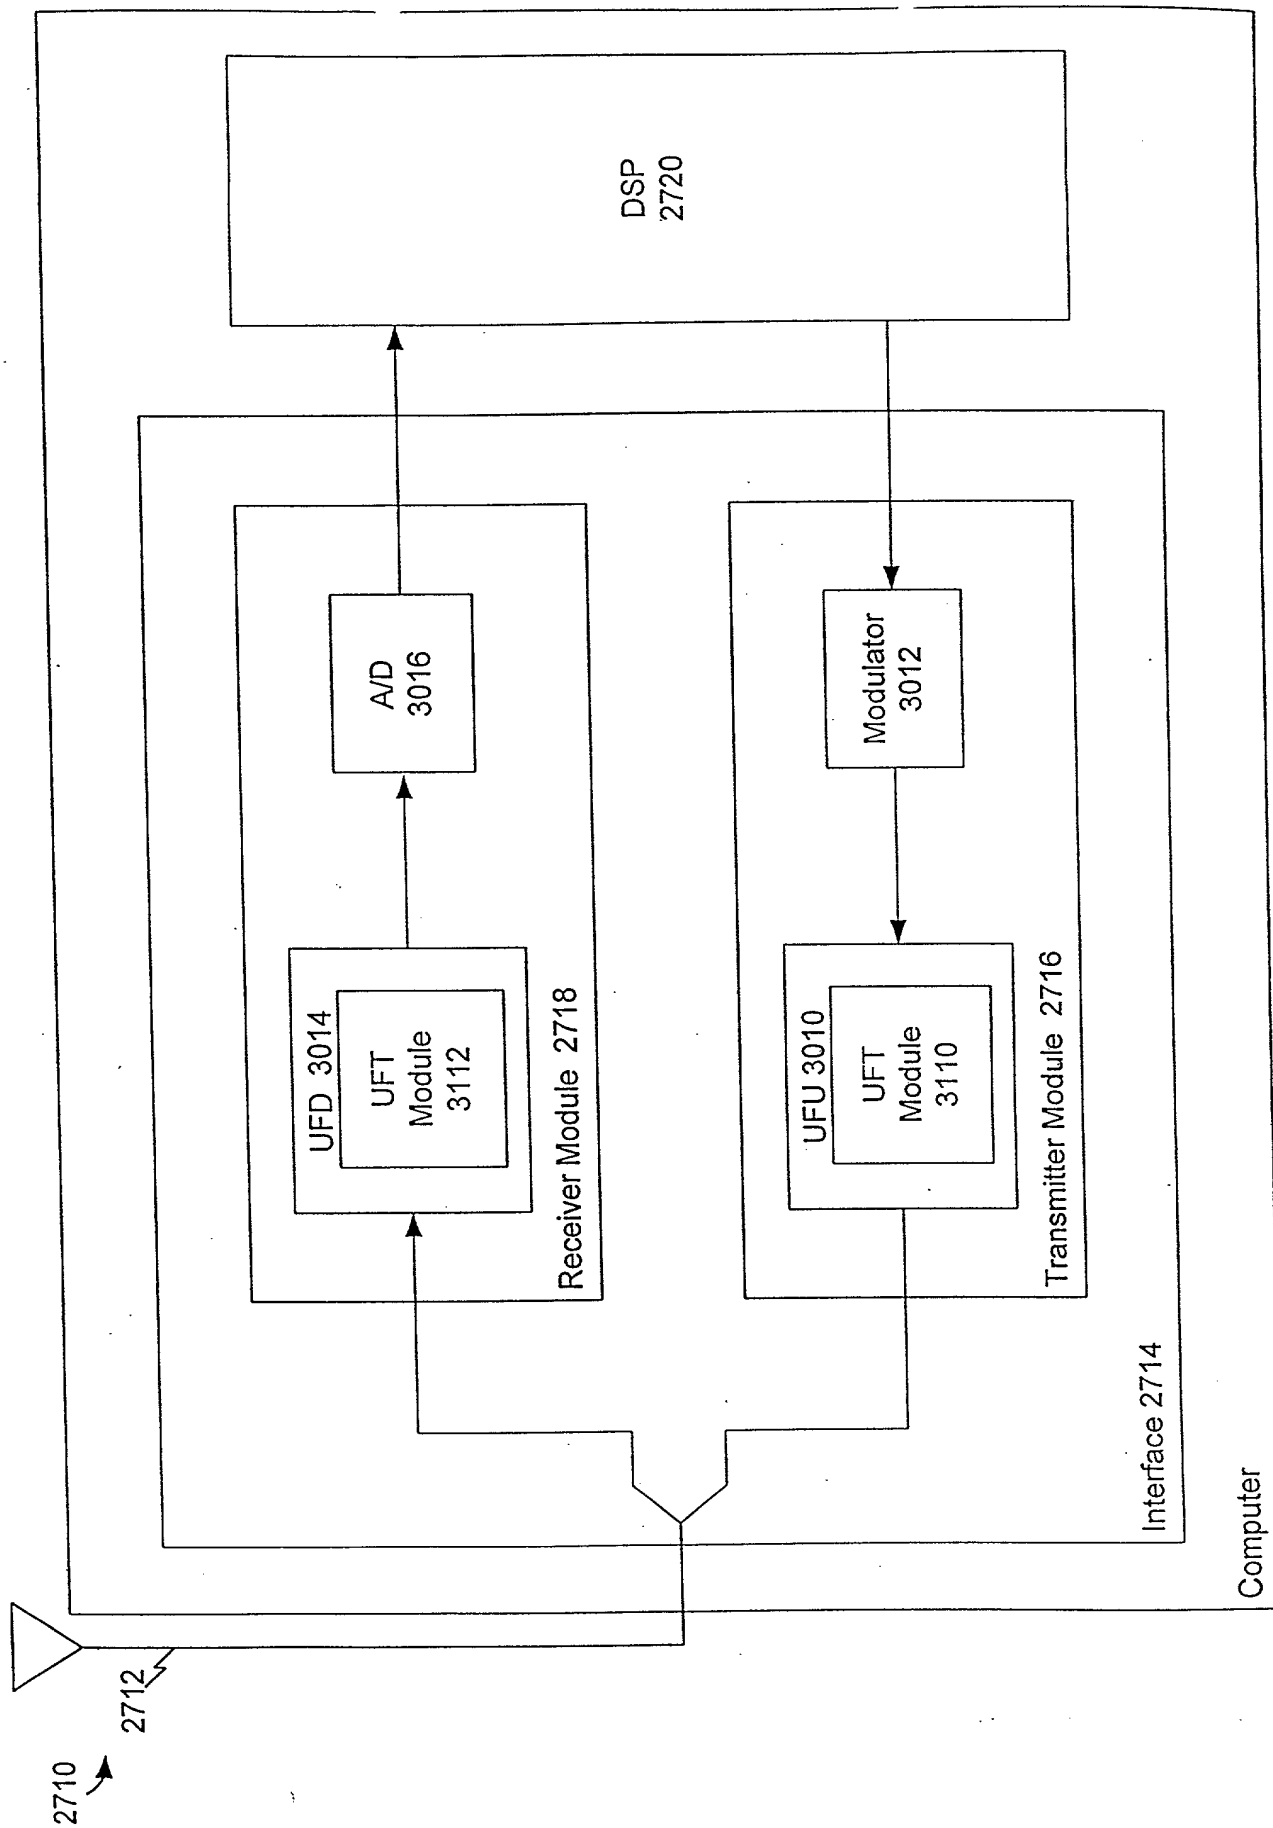 2710
2712
Computer
Interface 2714
Receiver Module 2718
UFD 3014
UFT
Module
3112
A/D
3016
Transmitter Module 2716
UFU 3010
UFT
Module
3110
Modulator
3012
DSP
2720